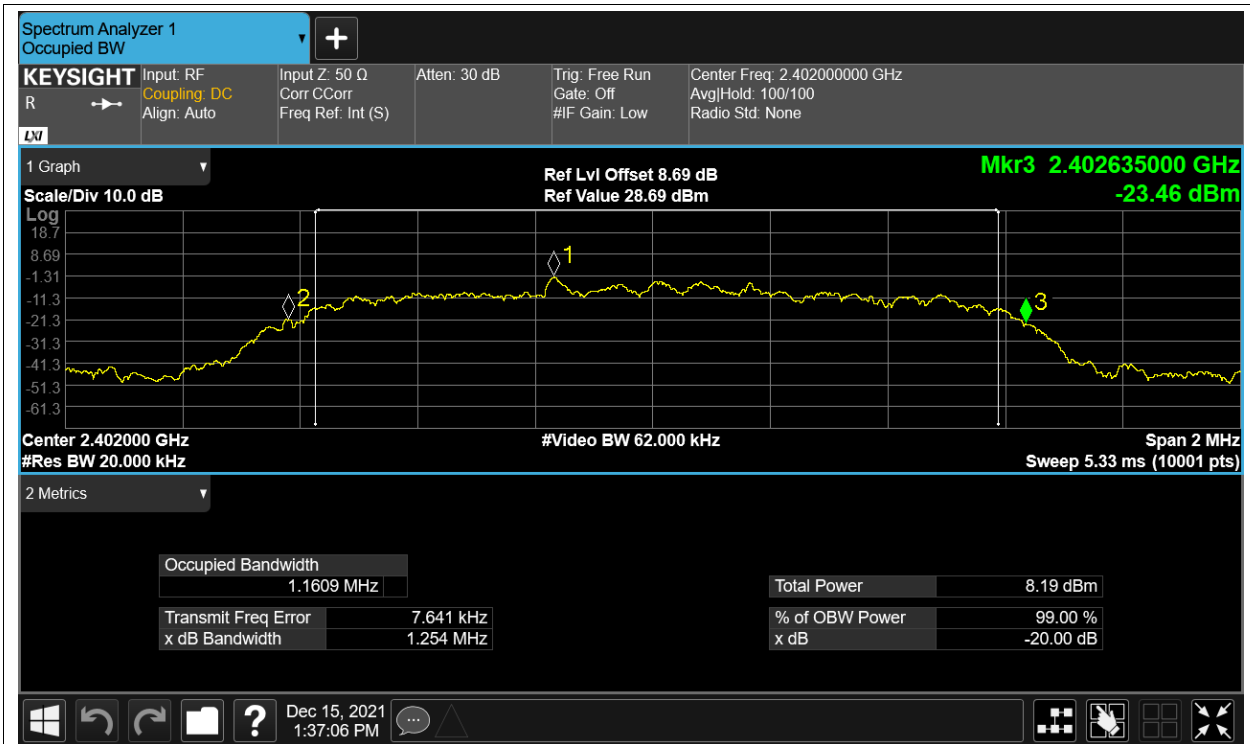 Spectrum Analyzer 1
Occupied BW
+
KEYSIGHT
R
LXI
Input: RF
Coupling: DC
Align: Auto
Input Z: 50 Ω
Corr CCorr
Freq Ref: Int (S)
Atten: 30 dB
Trig: Free Run
Gate: Off
#IF Gain: Low
Center Freq: 2.402000000 GHz
Avg|Hold: 100/100
Radio Std: None
1 Graph
Scale/Div 10.0 dB
Ref Lvl Offset 8.69 dB
Ref Value 28.69 dBm
Mkr3 2.402635000 GHz
-23.46 dBm
Log
18.7
8.69
-1.31
-11.3
-21.3
-31.3
-41.3
-51.3
-61.3
1
2
3
Center 2.402000 GHz
#Res BW 20.000 kHz
#Video BW 62.000 kHz
Span 2 MHz
Sweep 5.33 ms (10001 pts)
2 Metrics
Occupied Bandwidth
1.1609 MHz
Transmit Freq Error 7.641 kHz
x dB Bandwidth 1.254 MHz
Total Power 8.19 dBm
% of OBW Power 99.00 %
x dB -20.00 dB
?
Dec 15, 2021
1:37:06 PM